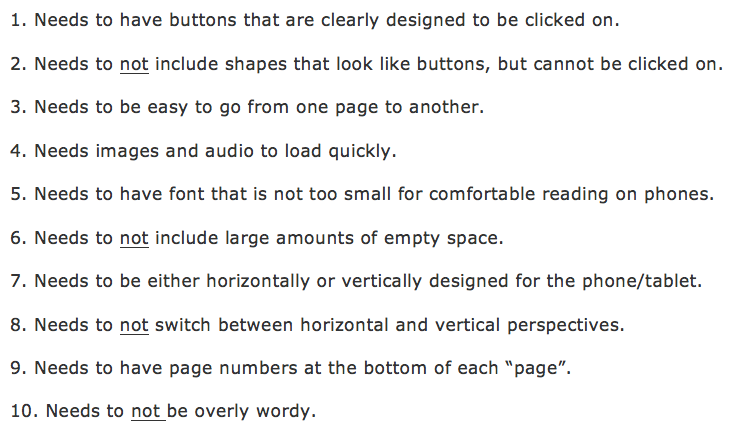 1. Needs to have buttons that are clearly designed to be clicked on.
2. Needs to not include shapes that look like buttons, but cannot be clicked on.
3. Needs to be easy to go from one page to another.
4. Needs images and audio to load quickly.
5. Needs to have font that is not too small for comfortable reading on phones.
6. Needs to not include large amounts of empty space.
7. Needs to be either horizontally or vertically designed for the phone/tablet.
8. Needs to not switch between horizontal and vertical perspectives.
9. Needs to have page numbers at the bottom of each “page”.
10. Needs to not be overly wordy.